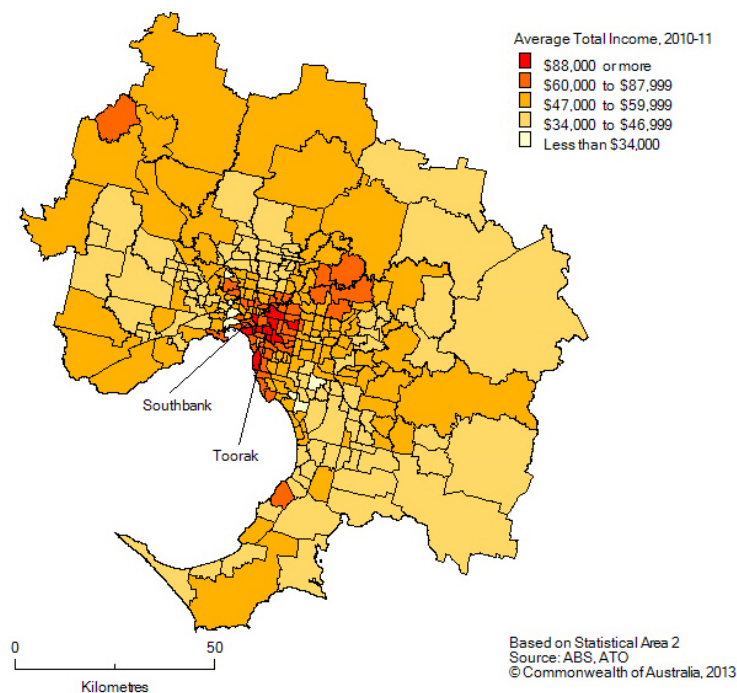 Average Total Income, 2010-11
$88,000 or more
$60,000 to $87,999
$47,000 to $59,999
$34,000 to $46,999
Less than $34,000
Southbank
Toorak
0 50
Kilometres
Based on Statistical Area 2
Source: ABS, ATO
© Commonwealth of Australia, 2013